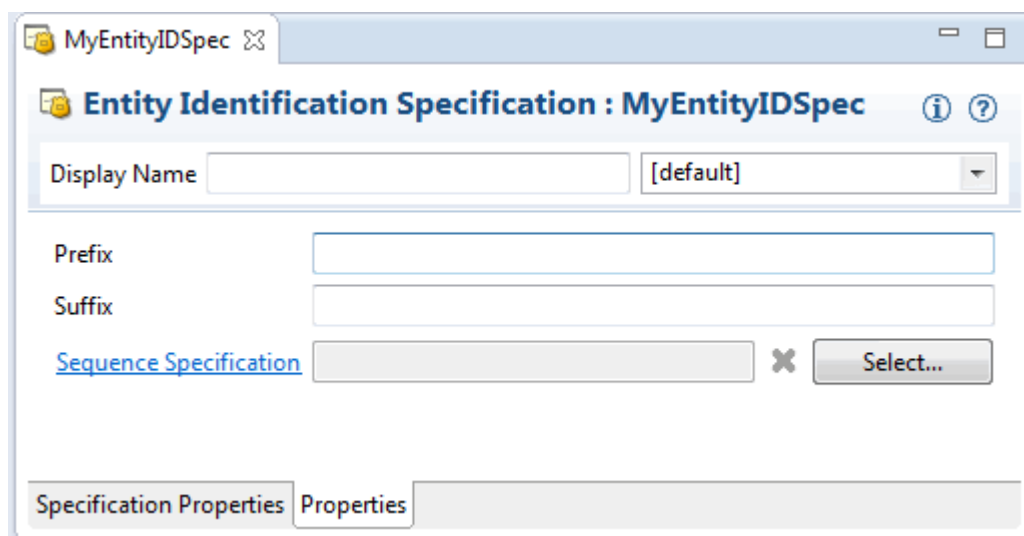 MyEntityIDSpec
Entity Identification Specification : MyEntityIDSpec
Display Name [default]
Prefix
Suffix
Sequence Specification Select...
Specification Properties Properties